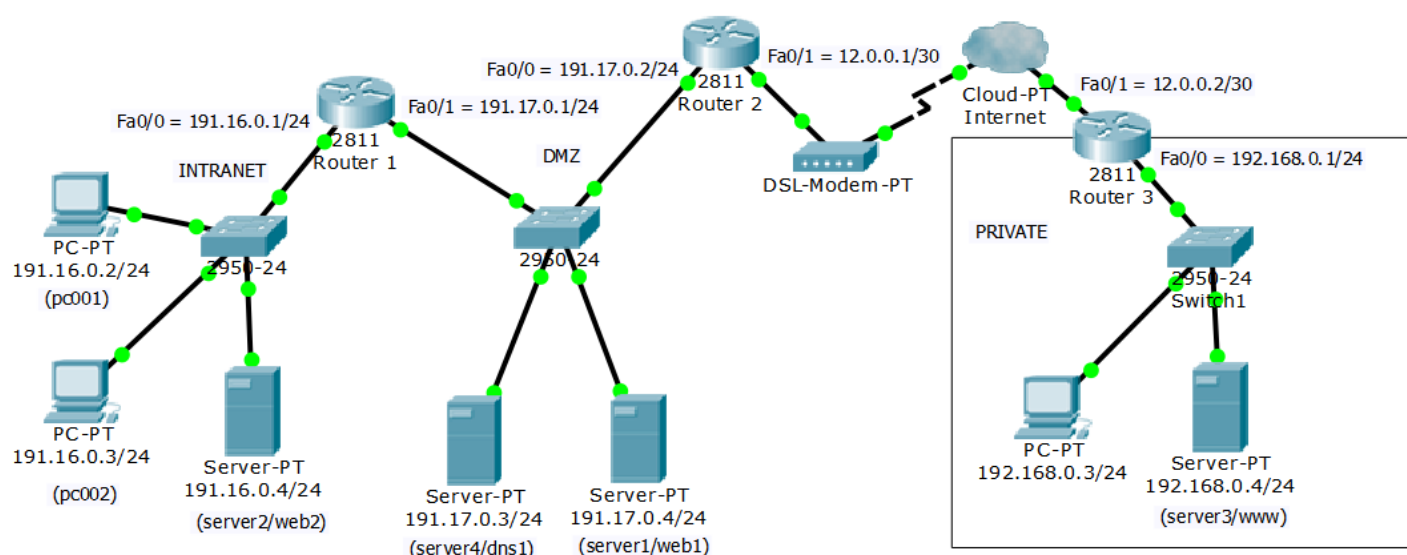 Fa0/0 = 191.16.0.1/24
2811
Router 1
Fa0/1 = 191.17.0.1/24
INTRANET
PC-PT
191.16.0.2/24
(pc001)
2950-24
PC-PT
191.16.0.3/24
(pc002)
Server-PT
191.16.0.4/24
(server2/web2)
Fa0/0 = 191.17.0.2/24
2811
Router 2
Fa0/1 = 12.0.0.1/30
DMZ
2950-24
Server-PT
191.17.0.3/24
(server4/dns1)
Server-PT
191.17.0.4/24
(server1/web1)
DSL-Modem-PT
Cloud-PT
Internet
Fa0/1 = 12.0.0.2/30
2811
Router 3
Fa0/0 = 192.168.0.1/24
PRIVATE
2950-24
Switch1
PC-PT
192.168.0.3/24
Server-PT
192.168.0.4/24
(server3/www)